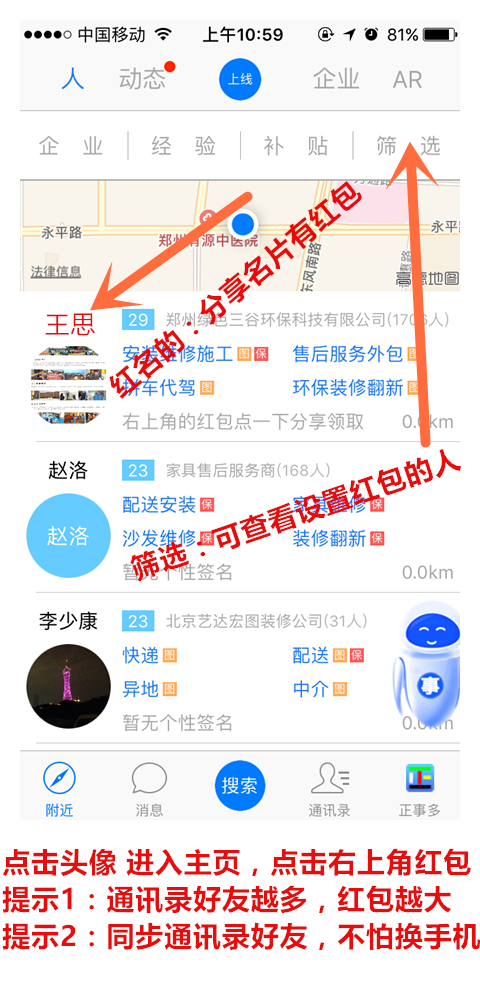 中国移动 上午10:59 81%
人 动态 上线 企业 AR
企业 经验 补贴 筛选
永平路 郑州有源中医院 永平
东风南路
法律信息 高德地图
红名的：分享名片有红包
王思 29 郑州绿色三谷环保科技有限公司(1706人)
安装维修施工 图 保 售后服务外包 图
拼车代驾 图 环保装修翻新 图
右上角的红包点一下分享领取 0.0km
赵洛 23 家具售后服务商(168人)
赵洛
配送安装 保 家具维修 保
沙发维修 保 装修翻新 保
筛选：可查看设置红包的人
暂无个性签名 0.0km
李少康 23 北京艺达宏图装修公司(31人)
快递 图 配送 图 保
异地 图 中介 图
暂无个性签名 0.0km
附近 消息 搜索 通讯录 正事多
点击头像 进入主页，点击右上角红包
提示1：通讯录好友越多，红包越大
提示2：同步通讯录好友，不怕换手机